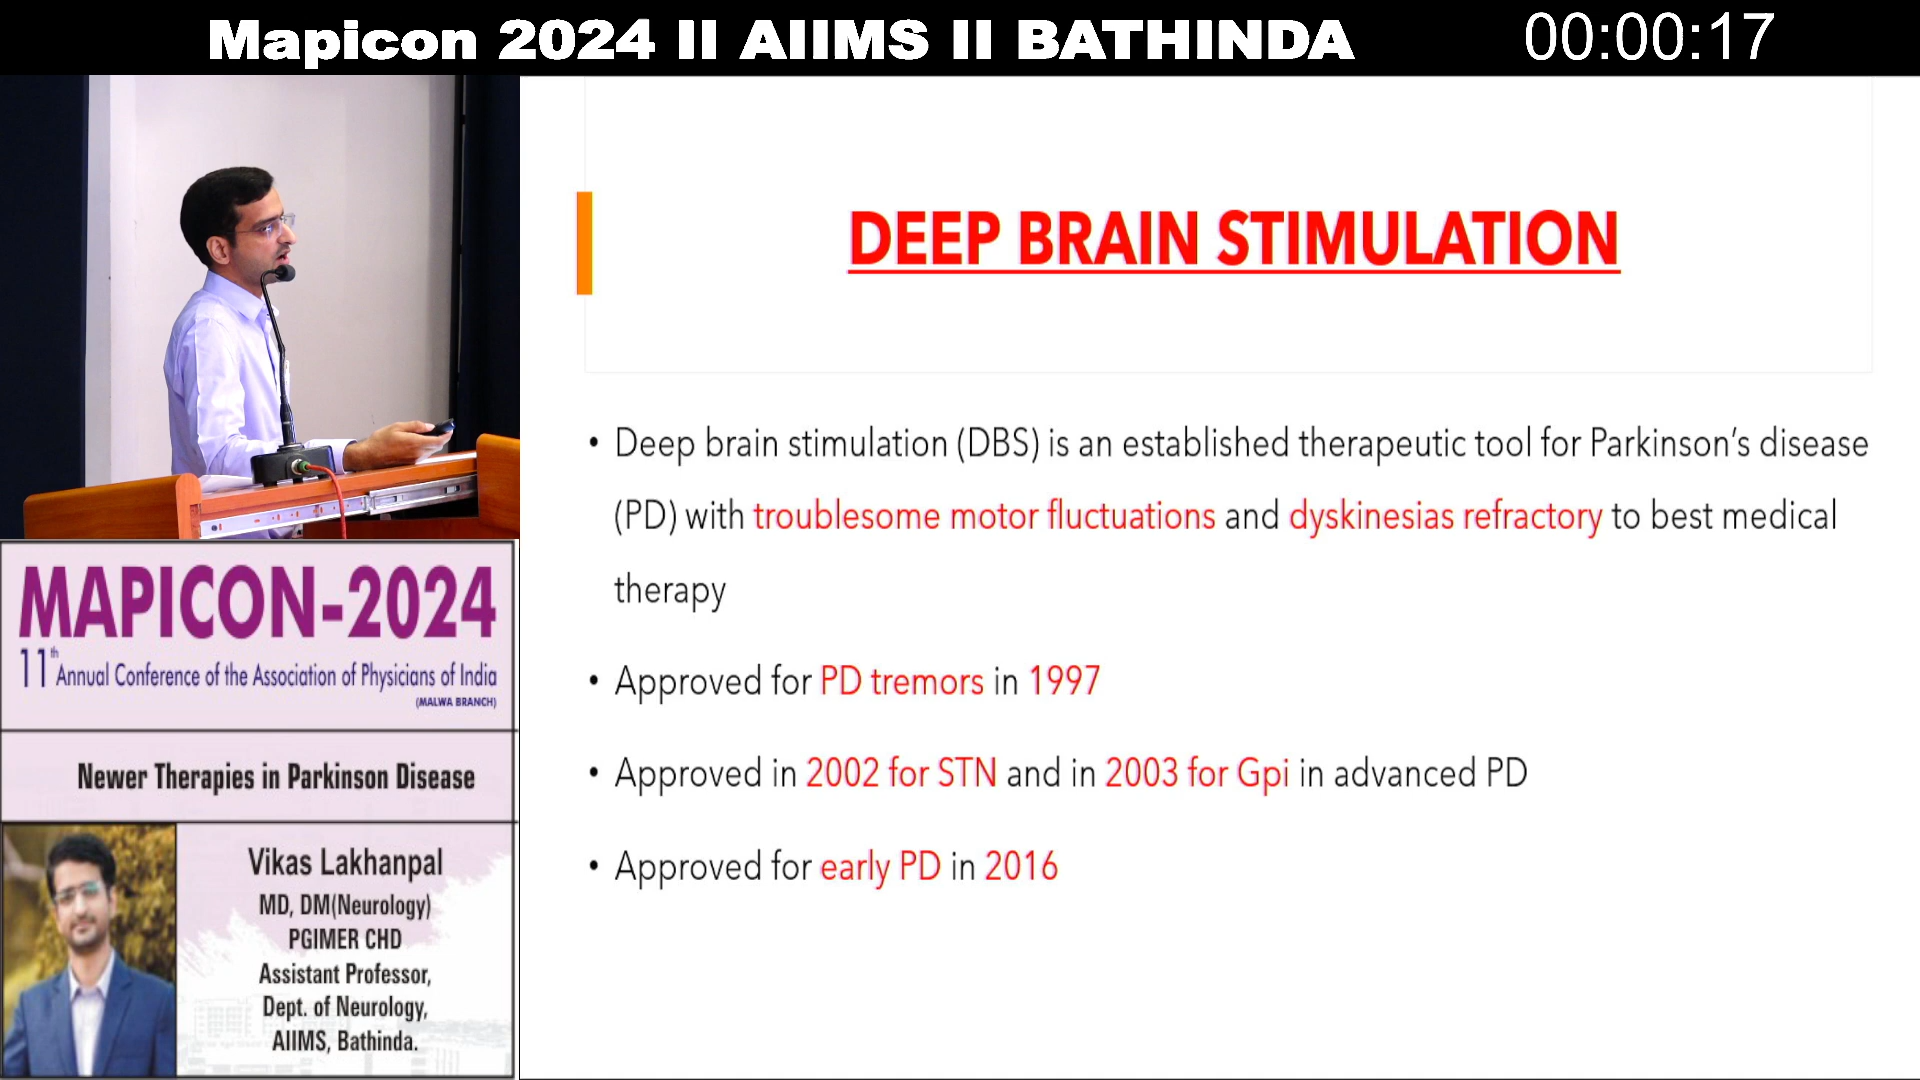 Mapicon 2024 II AIIMS II BATHINDA
00:00:17
DEEP BRAIN STIMULATION
• Deep brain stimulation (DBS) is an established therapeutic tool for Parkinson's disease
(PD) with troublesome motor fluctuations and dyskinesias refractory to best medical
therapy
• Approved for PD tremors in 1997
• Approved in 2002 for STN and in 2003 for Gpi in advanced PD
• Approved for early PD in 2016
MAPICON-2024
11th Annual Conference of the Association of Physicians of India
(MALWA BRANCH)
Newer Therapies in Parkinson Disease
Vikas Lakhanpal
MD, DM(Neurology)
PGIMER CHD
Assistant Professor,
Dept. of Neurology,
AIIMS, Bathinda.